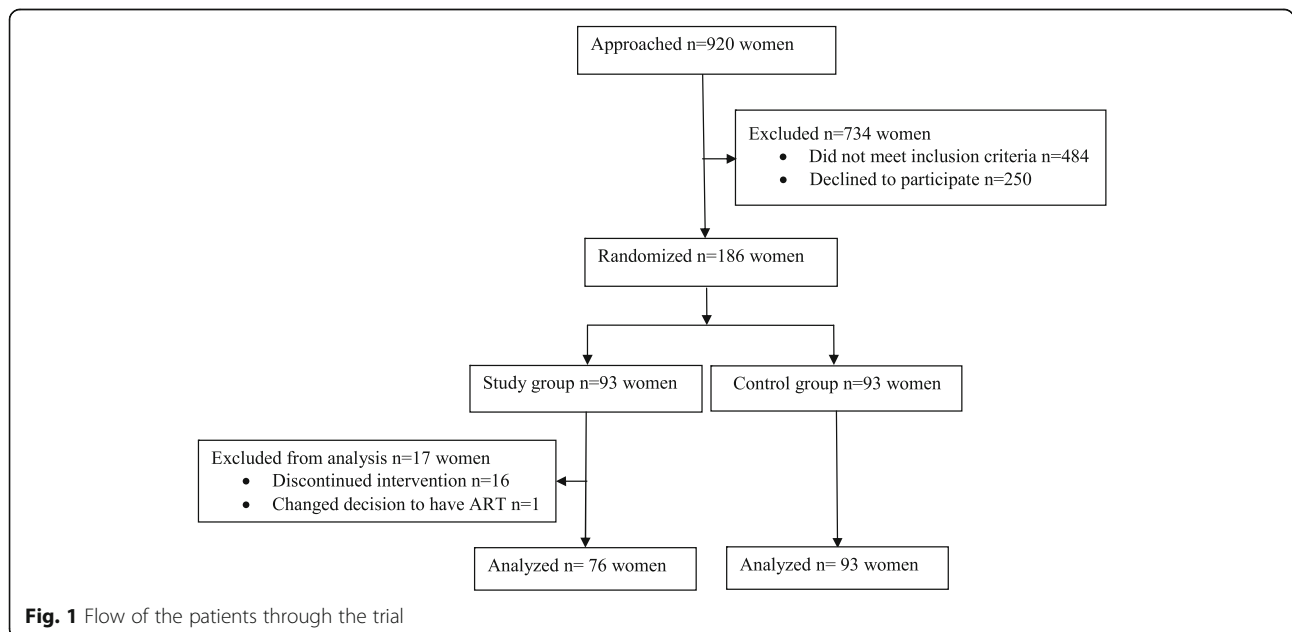 Approached n=920 women
Excluded n=734 women
• Did not meet inclusion criteria n=484
• Declined to participate n=250
Randomized n=186 women
Study group n=93 women
Control group n=93 women
Excluded from analysis n=17 women
• Discontinued intervention n=16
• Changed decision to have ART n=1
Analyzed n= 76 women
Analyzed n= 93 women
Fig. 1 Flow of the patients through the trial